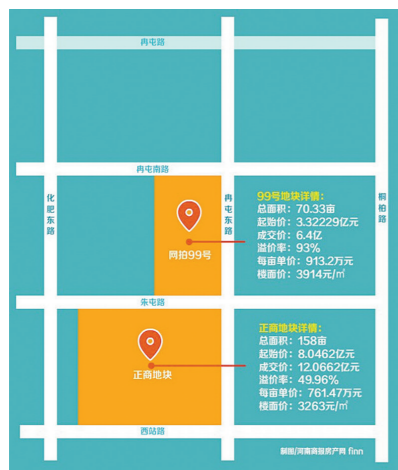 冉屯路
冉屯南路
化肥东路
冉屯东路
桐柏路
网拍99号
99号地块详情:
总面积: 70.33亩
起始价: 3.32229亿元
成交价: 6.4亿
溢价率: 93%
每亩单价: 913.2万元
楼面价: 3914元/㎡
朱屯路
正商地块
正商地块详情:
总面积: 158亩
起始价: 8.0462亿元
成交价: 12.0662亿元
溢价率: 49.96%
每亩单价: 761.47万元
楼面价: 3263元/㎡
西站路
制图/河南商报房产网 finn